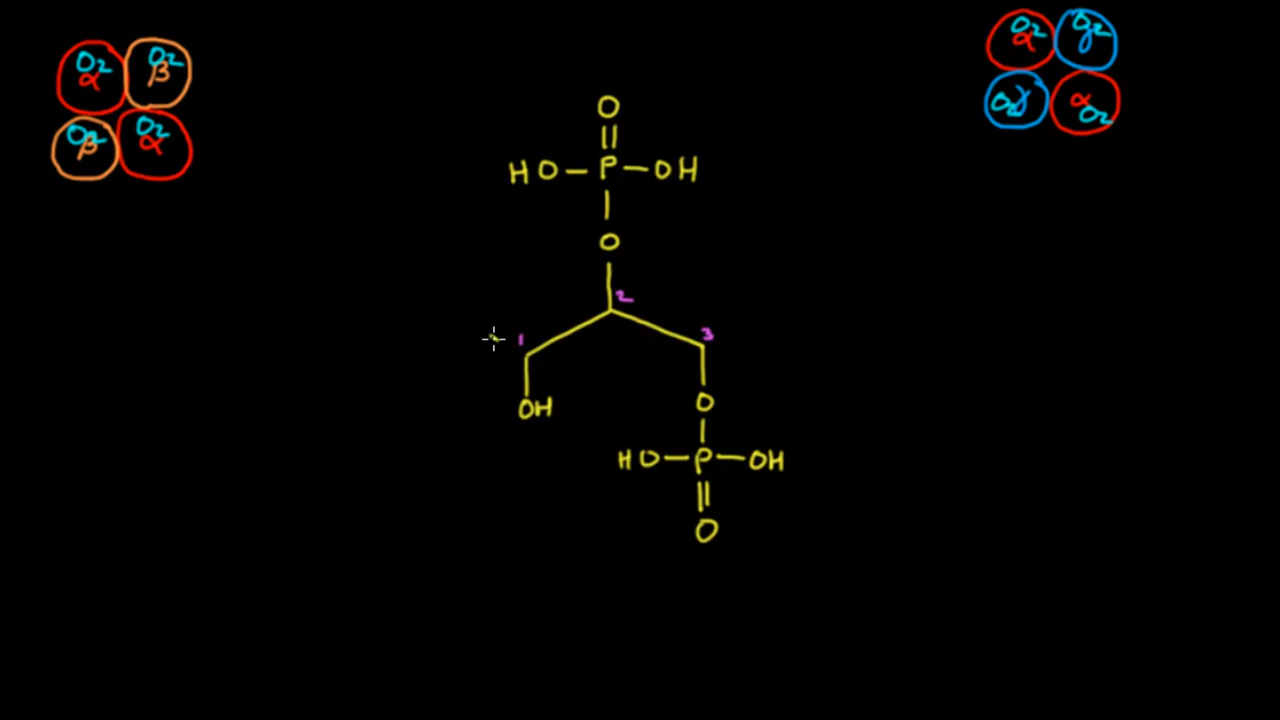 O2 α O2 β
O2 β O2 α
O2 α O2 γ
O2 γ α O2
O
HO P OH
O
2
1 3
OH O
HO P OH
O